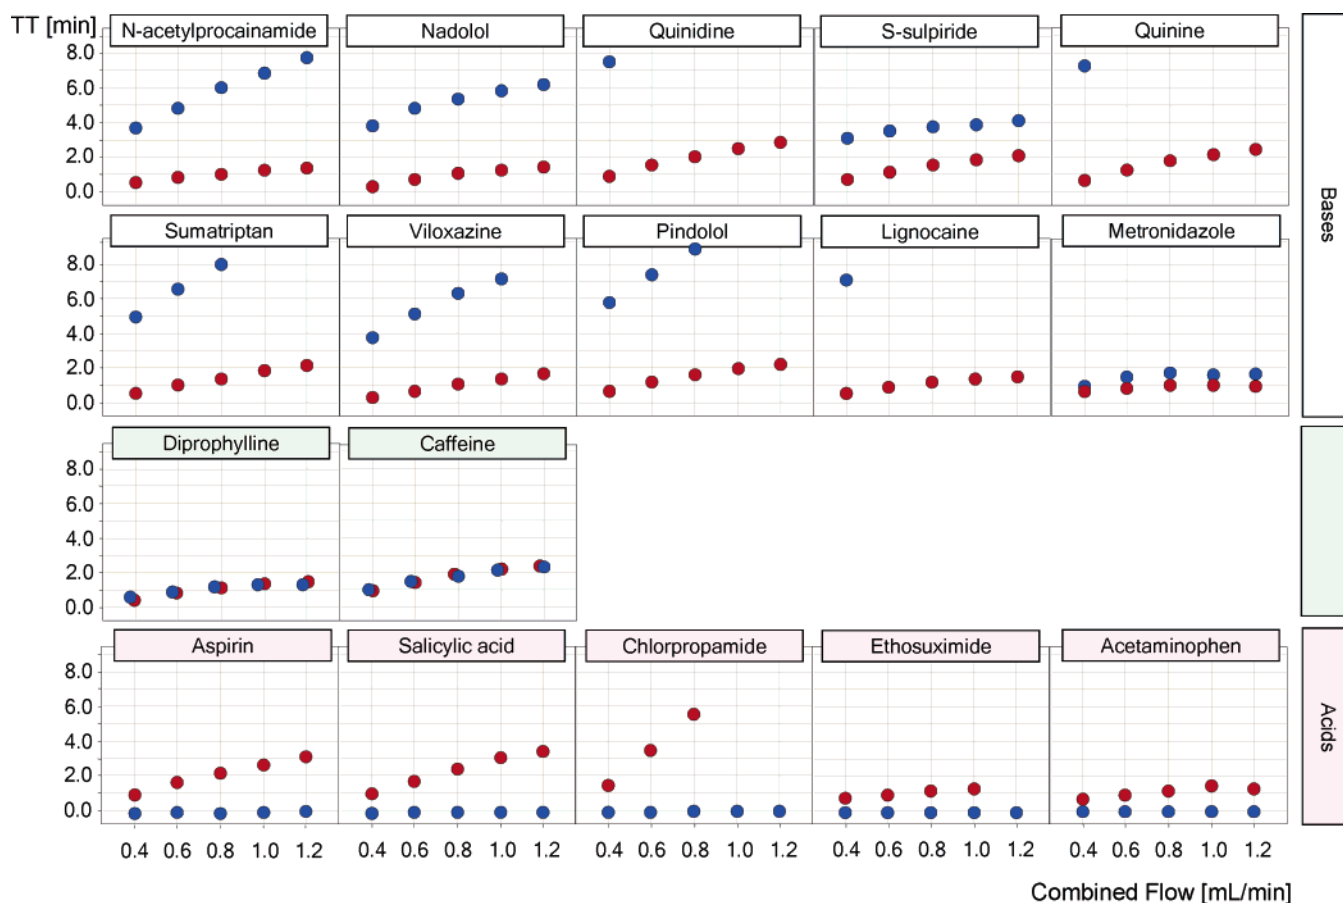 TT [min]
N-acetylprocainamide Nadolol Quinidine S-sulpiride Quinine
8.0
6.0
4.0
2.0
0.0
Bases
Sumatriptan Viloxazine Pindolol Lignocaine Metronidazole
8.0
6.0
4.0
2.0
0.0
Diprophylline Caffeine
8.0
6.0
4.0
2.0
0.0
Aspirin Salicylic acid Chlorpropamide Ethosuximide Acetaminophen
8.0
6.0
4.0
2.0
0.0
Acids
0.4 0.6 0.8 1.0 1.2 0.4 0.6 0.8 1.0 1.2 0.4 0.6 0.8 1.0 1.2 0.4 0.6 0.8 1.0 1.2 0.4 0.6 0.8 1.0 1.2
Combined Flow [mL/min]